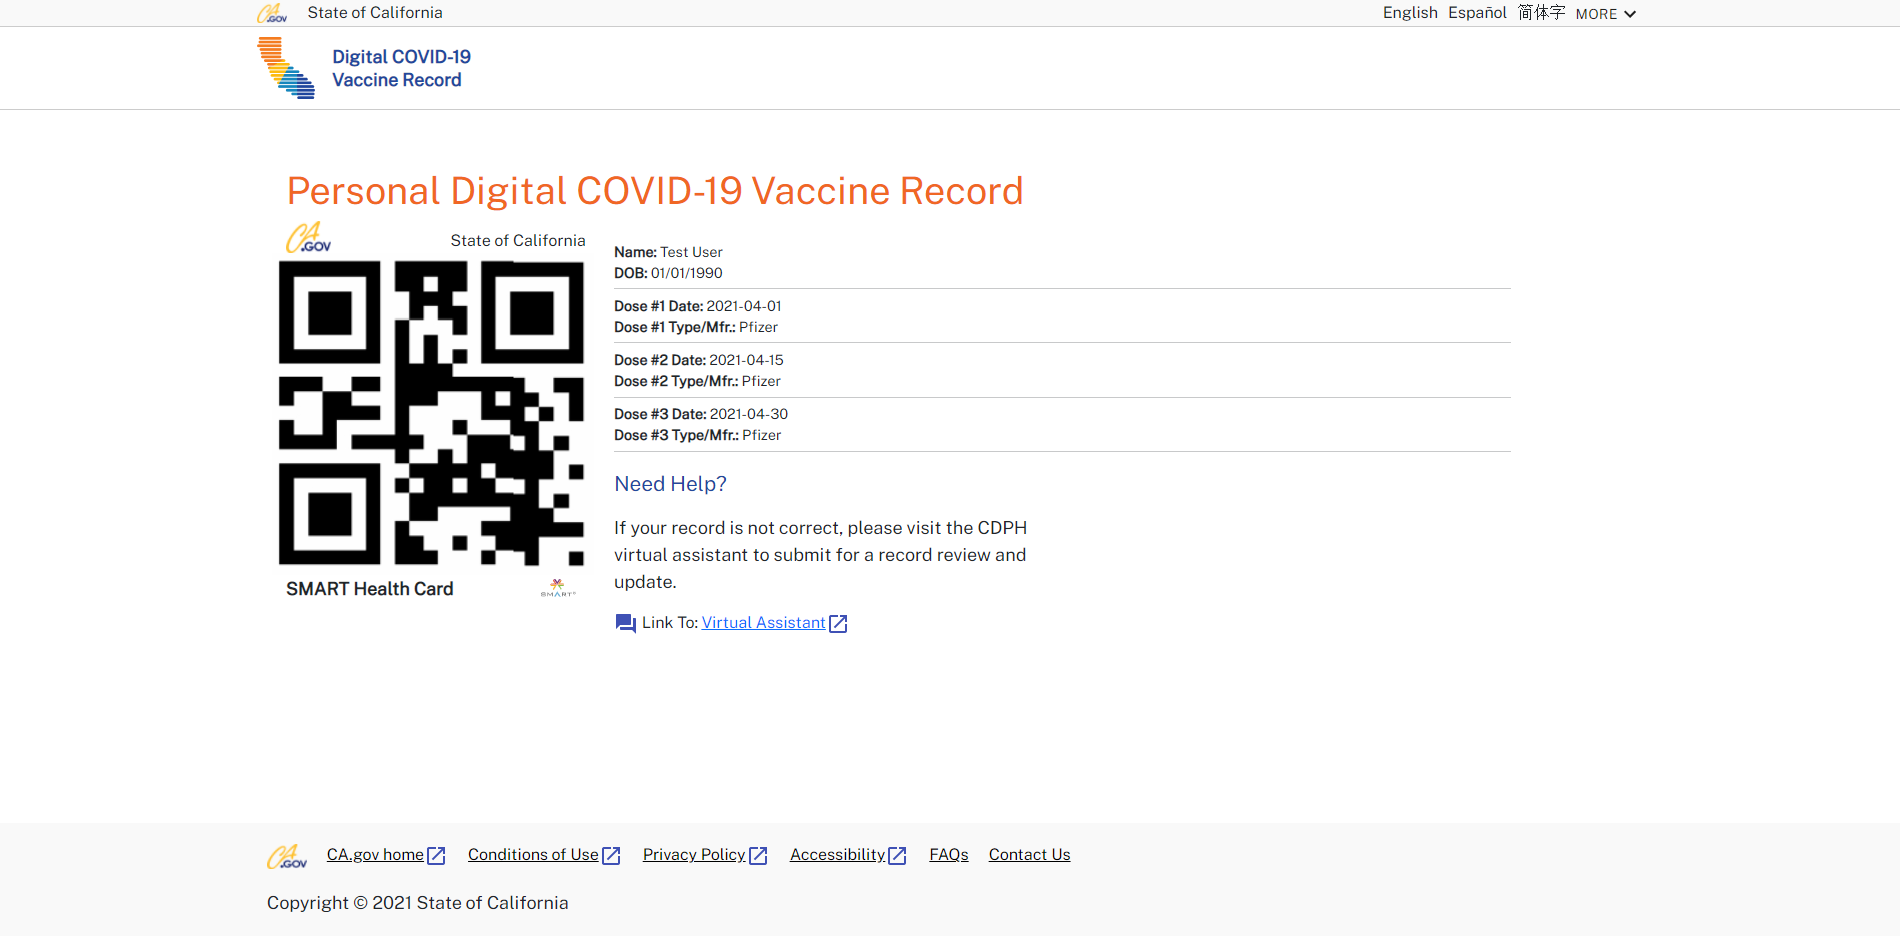 CA.GOV State of California English Español 简体字 MORE
Digital COVID-19
Vaccine Record
Personal Digital COVID-19 Vaccine Record
CA.GOV State of California
SMART Health Card SMART®
Name: Test User
DOB: 01/01/1990
Dose #1 Date: 2021-04-01
Dose #1 Type/Mfr.: Pfizer
Dose #2 Date: 2021-04-15
Dose #2 Type/Mfr.: Pfizer
Dose #3 Date: 2021-04-30
Dose #3 Type/Mfr.: Pfizer
Need Help?
If your record is not correct, please visit the CDPH
virtual assistant to submit for a record review and
update.
Link To: Virtual Assistant
CA.GOV CA.gov home Conditions of Use Privacy Policy Accessibility FAQs Contact Us
Copyright © 2021 State of California